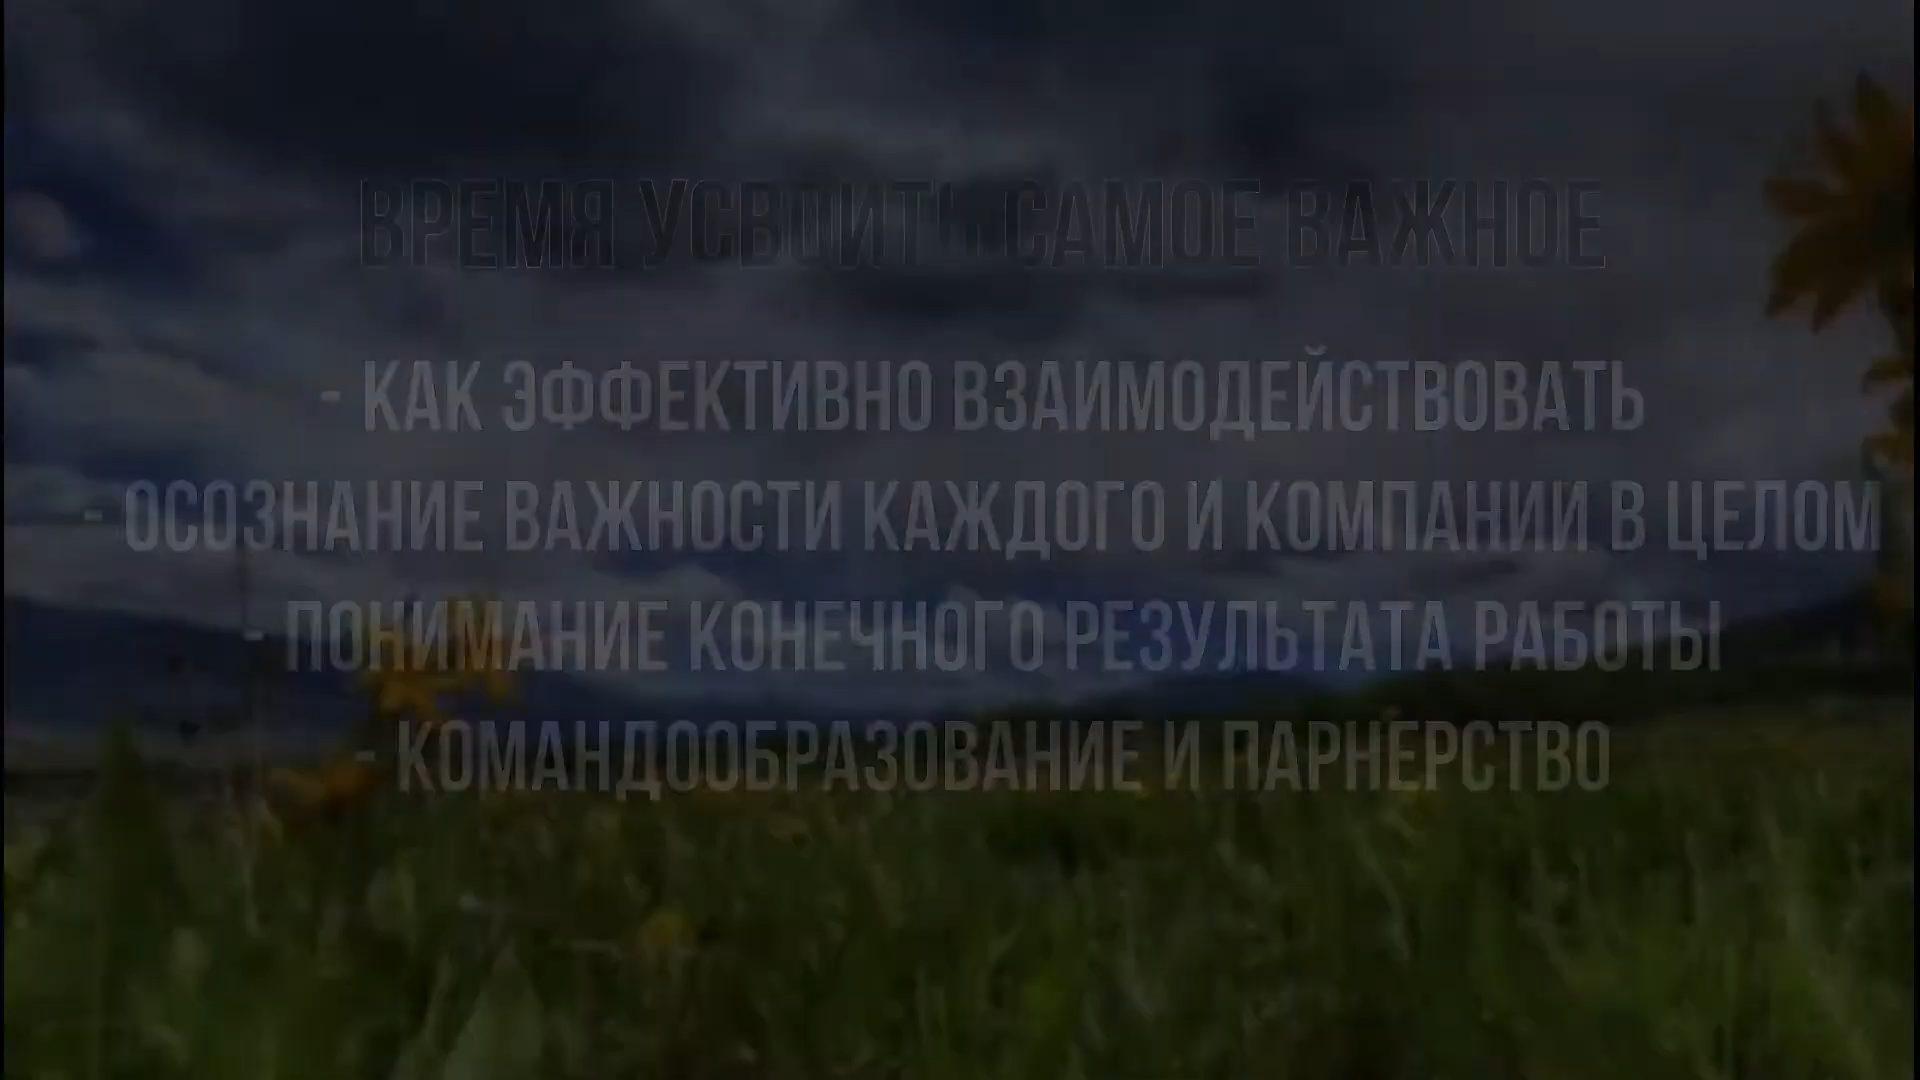 ВРЕМЯ УСВОИТЬ САМОЕ ВАЖНОЕ
- КАК ЭФФЕКТИВНО ВЗАИМОДЕЙСТВОВАТЬ
- ОСОЗНАНИЕ ВАЖНОСТИ КАЖДОГО И КОМПАНИИ В ЦЕЛОМ
- ПОНИМАНИЕ КОНЕЧНОГО РЕЗУЛЬТАТА РАБОТЫ
- КОМАНДООБРАЗОВАНИЕ И ПАРНЕРСТВО